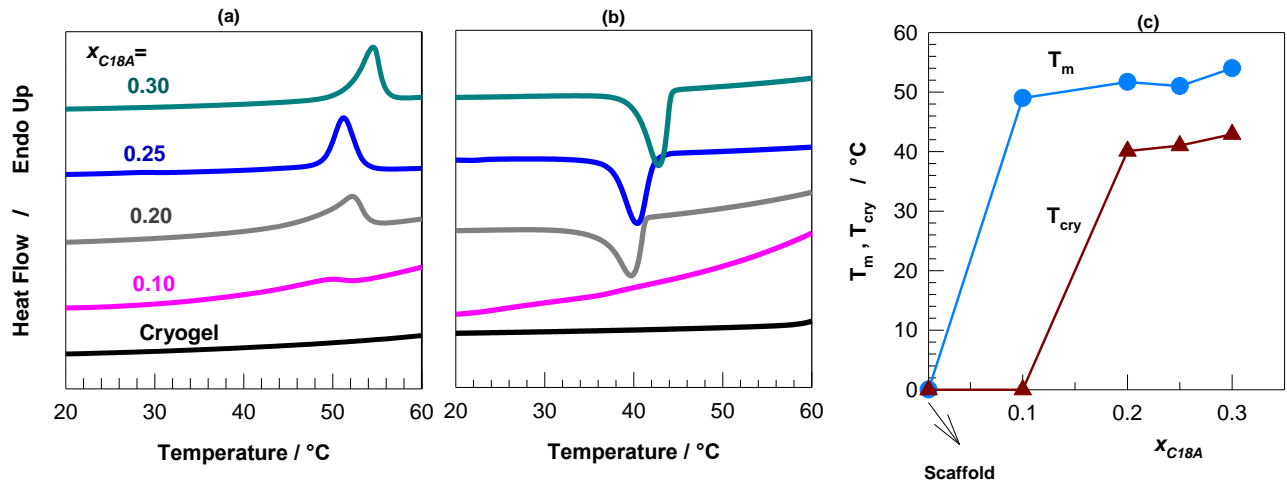 (a)
x_C18A=
0.30
0.25
0.20
0.10
Cryogel
Heat Flow / Endo Up
20 30 40 50 60
Temperature / °C
(b)
20 30 40 50 60
Temperature / °C
(c)
60
50
40
30
20
10
0
T_m
T_cry
T_m , T_cry / °C
0.1 0.2 0.3
x_C18A
Scaffold